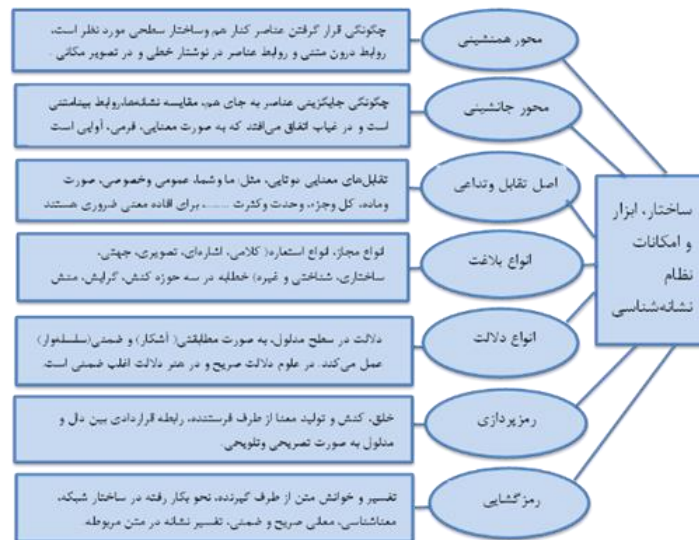 ساختار، ابزار
و امکانات
نظام
نشانه‌شناسی
محور همنشینی
چگونگی قرار گرفتن عناصر کنار هم وساختار سطحی مورد نظر است،
روابط درون متنی و روابط عناصر در نوشتار خطی و در تصویر مکانی .
محور جانشینی
چگونگی جایگزینی عناصر به جای هم، مقایسه نشانه‌ها،روابط بینامتنی
است و در غیاب اتفاق می‌افتد که به صورت معنایی، فرمی، آوایی است
اصل تقابل وتداعی
تقابل‌های معنایی دوتایی، مثل: ما وشما، عمومی وخصوصی، صورت
وماده، کل وجزء، وحدت وکثرت ........، برای افاده معنی ضروری هستند
انواع بلاغت
انواع مجاز، انواع استعاره( کلامی، اشاره‌ای، تصویری، جهتی،
ساختاری، شناختی و غیره) خطابه در سه حوزه کنش، گرایش، منش
انواع دلالت
دلالت در سطح مدلول، به صورت مطابقتی( آشکار) و ضمنی(سلسله‌وار)
عمل می‌کند. در علوم دلالت صریح و در هنر دلالت اغلب ضمنی است.
رمزپردازی
خلق، کنش و تولید معنا از طرف فرستنده، رابطه قراردادی بین دال و
مدلول به صورت تصریحی وتلویحی.
رمزگشایی
تفسیر و خوانش متن از طرف گیرنده، نحو بکار رفته در ساختار شبکه،
معناشناسی، معانی صریح و ضمنی، تفسیر نشانه در متن مربوطه.